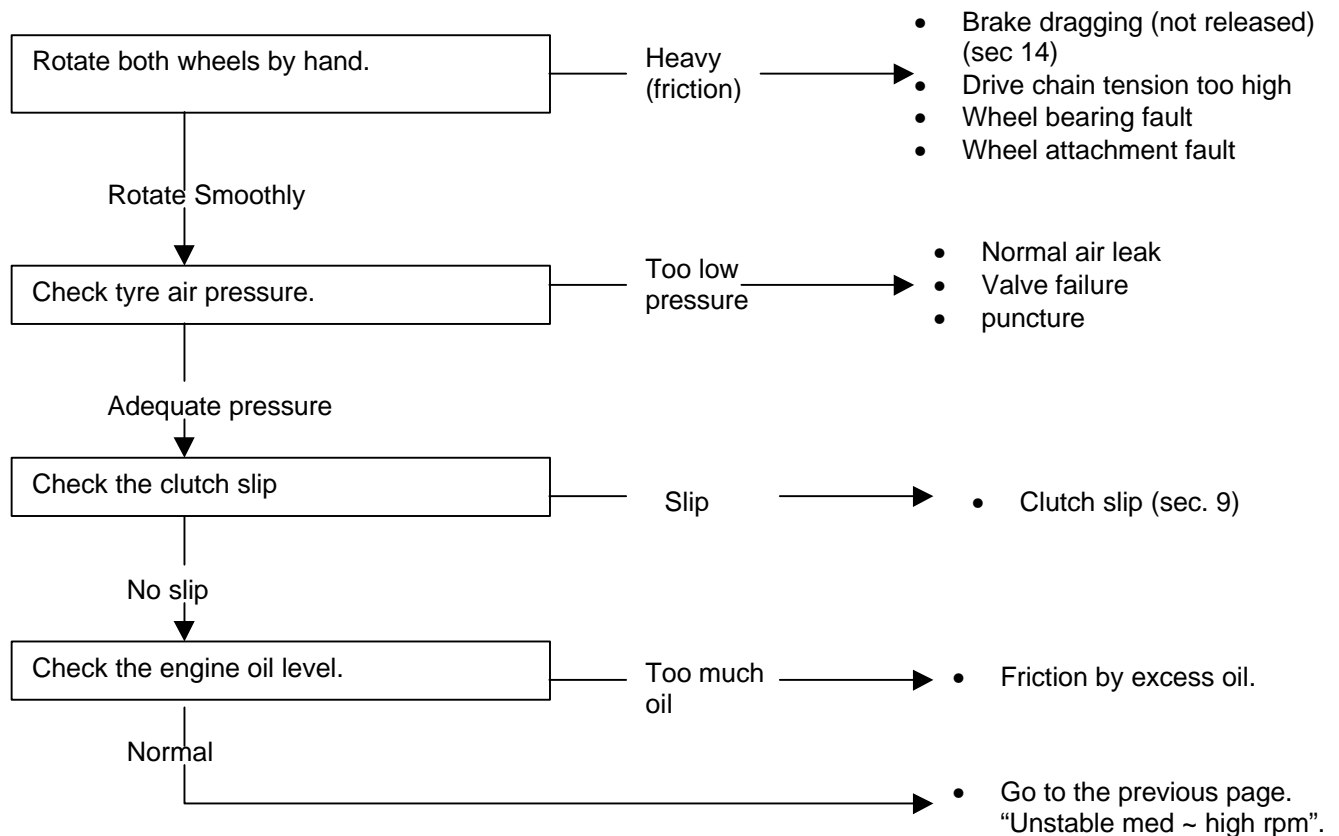 Rotate both wheels by hand.
Heavy
(friction)
• Brake dragging (not released)
(sec 14)
• Drive chain tension too high
• Wheel bearing fault
• Wheel attachment fault
Rotate Smoothly
Check tyre air pressure.
Too low
pressure
• Normal air leak
• Valve failure
• puncture
Adequate pressure
Check the clutch slip
Slip
• Clutch slip (sec. 9)
No slip
Check the engine oil level.
Too much
oil
• Friction by excess oil.
Normal
• Go to the previous page.
“Unstable med ~ high rpm”.